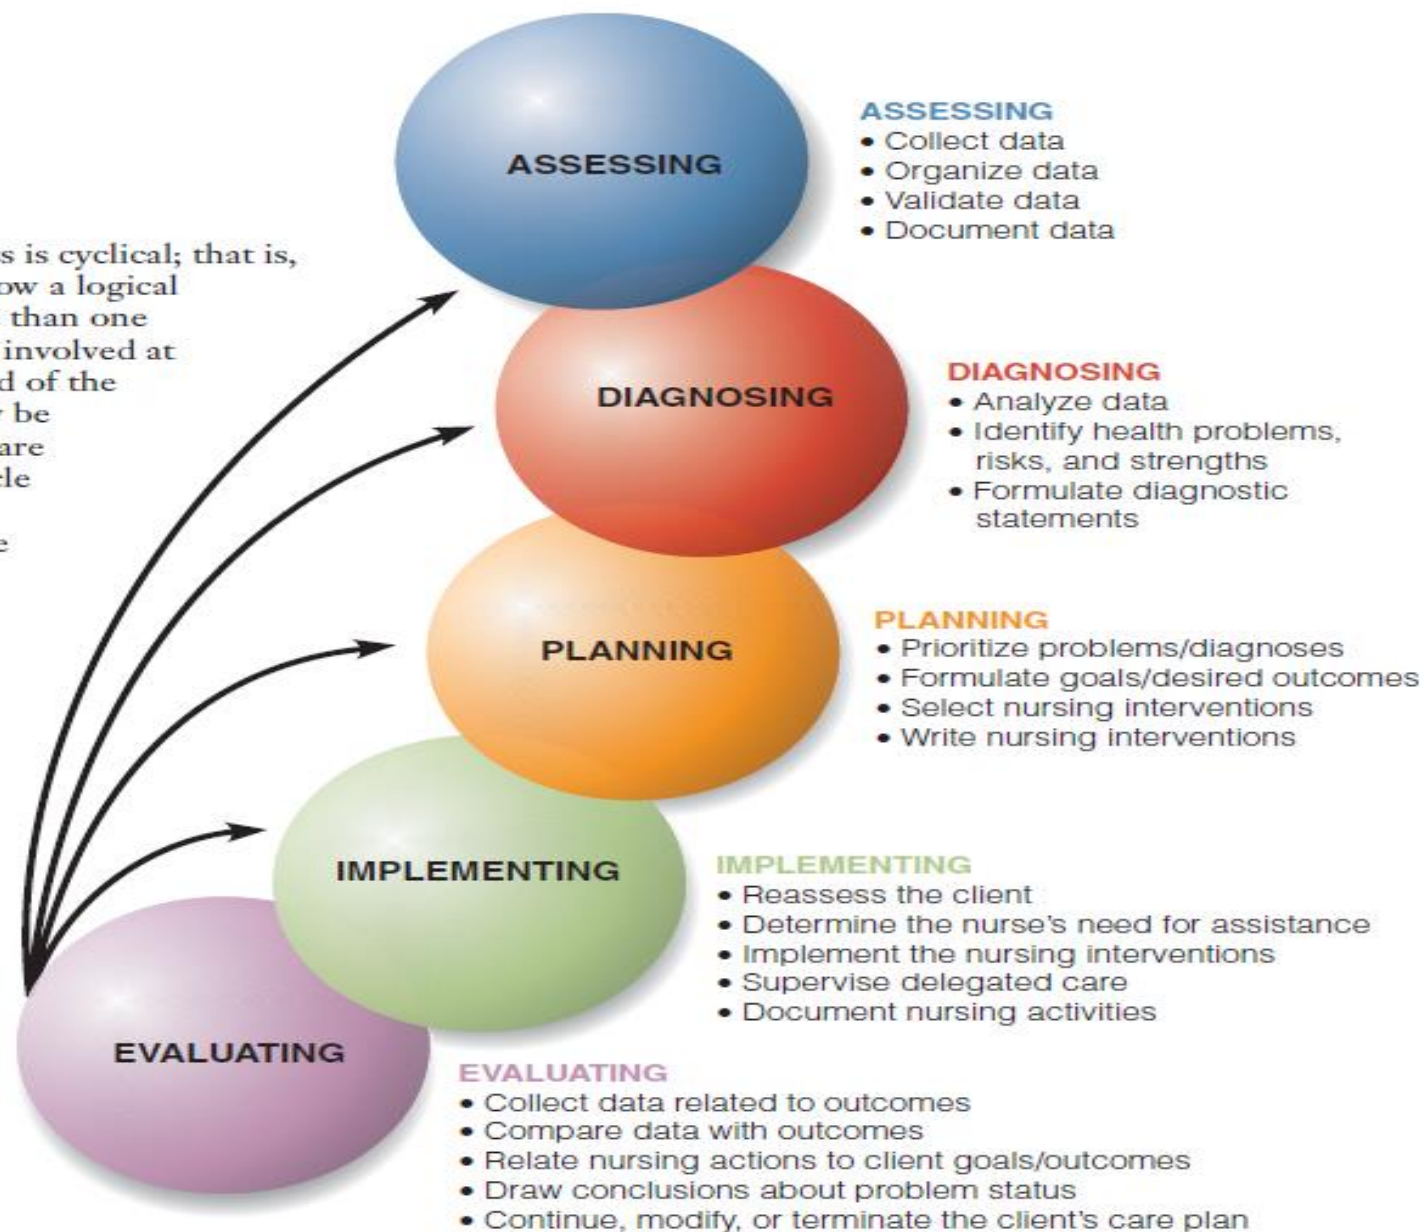 ASSESSING
ASSESSING
• Collect data
• Organize data
• Validate data
• Document data
s is cyclical; that is,
ow a logical
than one
involved at
d of the
be
are
cle
e
DIAGNOSING
DIAGNOSING
• Analyze data
• Identify health problems,
risks, and strengths
• Formulate diagnostic
statements
PLANNING
PLANNING
• Prioritize problems/diagnoses
• Formulate goals/desired outcomes
• Select nursing interventions
• Write nursing interventions
IMPLEMENTING
IMPLEMENTING
• Reassess the client
• Determine the nurse's need for assistance
• Implement the nursing interventions
• Supervise delegated care
• Document nursing activities
EVALUATING
EVALUATING
• Collect data related to outcomes
• Compare data with outcomes
• Relate nursing actions to client goals/outcomes
• Draw conclusions about problem status
• Continue, modify, or terminate the client's care plan